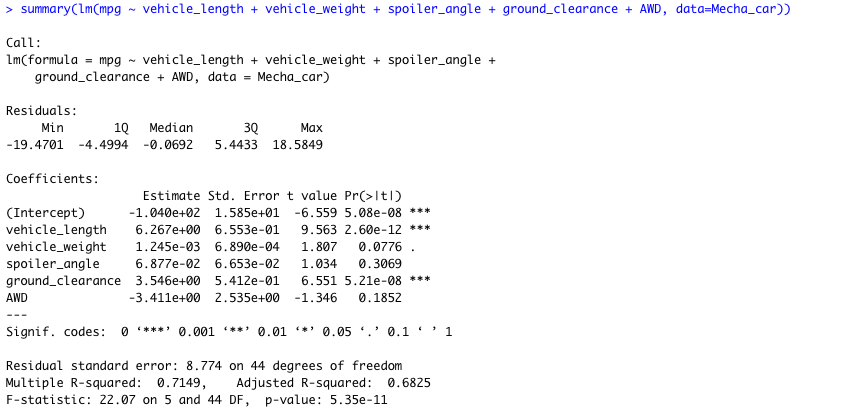 > summary(lm(mpg ~ vehicle_length + vehicle_weight + spoiler_angle + ground_clearance + AWD, data=Mecha_car))
Call:
lm(formula = mpg ~ vehicle_length + vehicle_weight + spoiler_angle +
    ground_clearance + AWD, data = Mecha_car)
Residuals:
     Min       1Q   Median       3Q      Max
-19.4701  -4.4994  -0.0692   5.4433  18.5849
Coefficients:
                   Estimate Std. Error t value Pr(>|t|)
(Intercept)      -1.040e+02  1.585e+01  -6.559 5.08e-08 ***
vehicle_length    6.267e+00  6.553e-01   9.563 2.60e-12 ***
vehicle_weight    1.245e-03  6.890e-04   1.807   0.0776 .
spoiler_angle     6.877e-02  6.653e-02   1.034   0.3069
ground_clearance  3.546e+00  5.412e-01   6.551 5.21e-08 ***
AWD              -3.411e+00  2.535e+00  -1.346   0.1852
---
Signif. codes:  0 ‘***’ 0.001 ‘**’ 0.01 ‘*’ 0.05 ‘.’ 0.1 ‘ ’ 1
Residual standard error: 8.774 on 44 degrees of freedom
Multiple R-squared:  0.7149,    Adjusted R-squared:  0.6825
F-statistic: 22.07 on 5 and 44 DF,  p-value: 5.35e-11